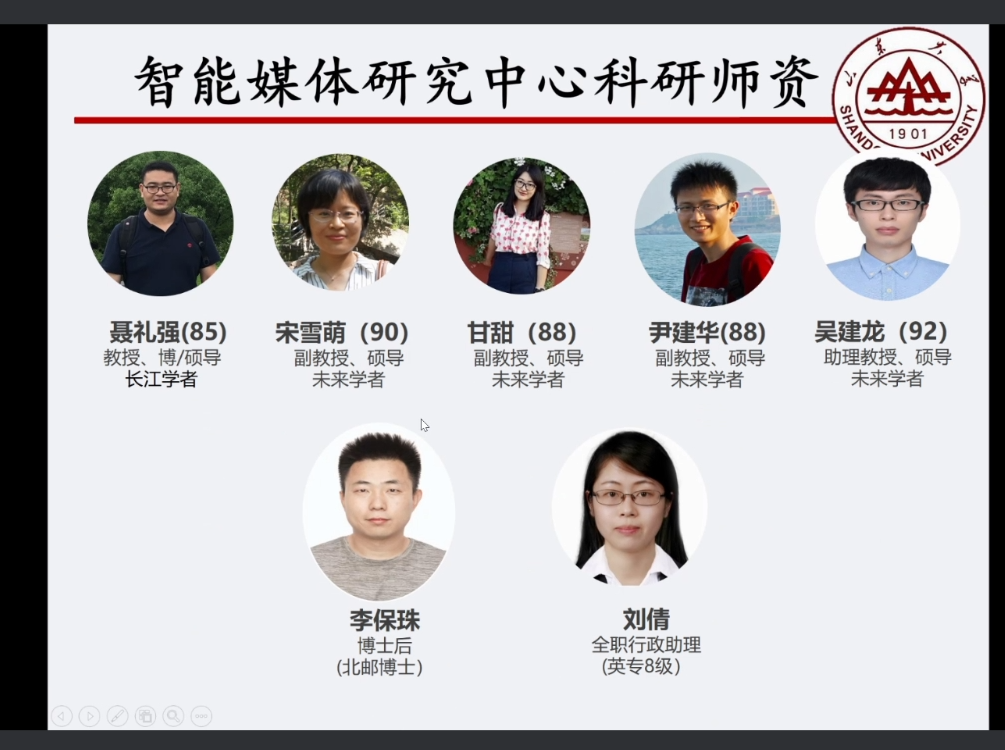 智能媒体研究中心科研师资
山东大学
SHANDONG UNIVERSITY
1901
聂礼强(85)
教授、博/硕导
长江学者
宋雪萌（90）
副教授、硕导
未来学者
甘甜（88）
副教授、硕导
未来学者
尹建华(88)
副教授、硕导
未来学者
吴建龙（92）
助理教授、硕导
未来学者
李保珠
博士后
(北邮博士)
刘倩
全职行政助理
(英专8级)